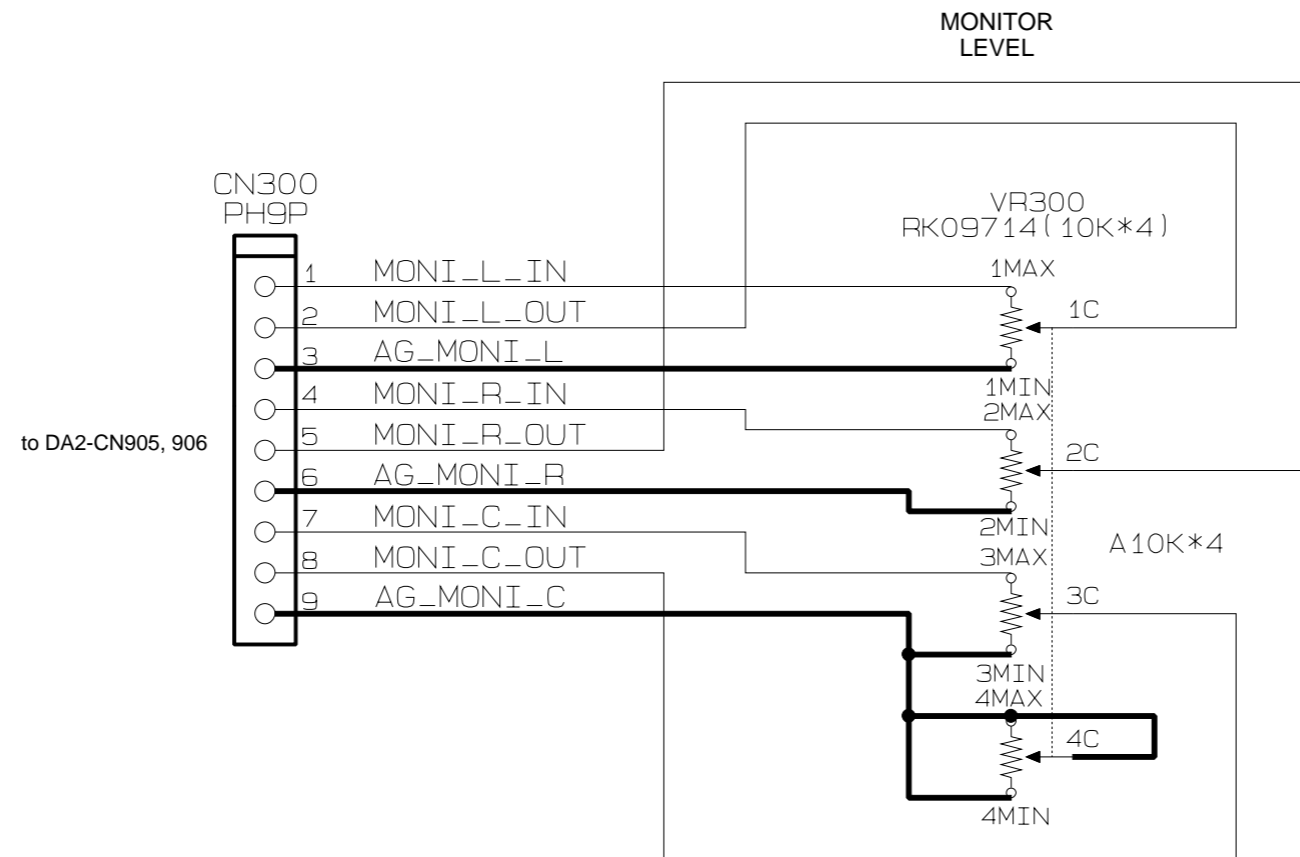 MONITOR
LEVEL
CN300
PH9P
VR300
RK09714(10K*4)
1 MONI_L_IN
1MAX
2 MONI_L_OUT
1C
3 AG_MONI_L
1MIN
4 MONI_R_IN
2MAX
5 MONI_R_OUT
to DA2-CN905, 906
2C
6 AG_MONI_R
7 MONI_C_IN
2MIN
A10K*4
8 MONI_C_OUT
3MAX
9 AG_MONI_C
3C
3MIN
4MAX
4C
4MIN